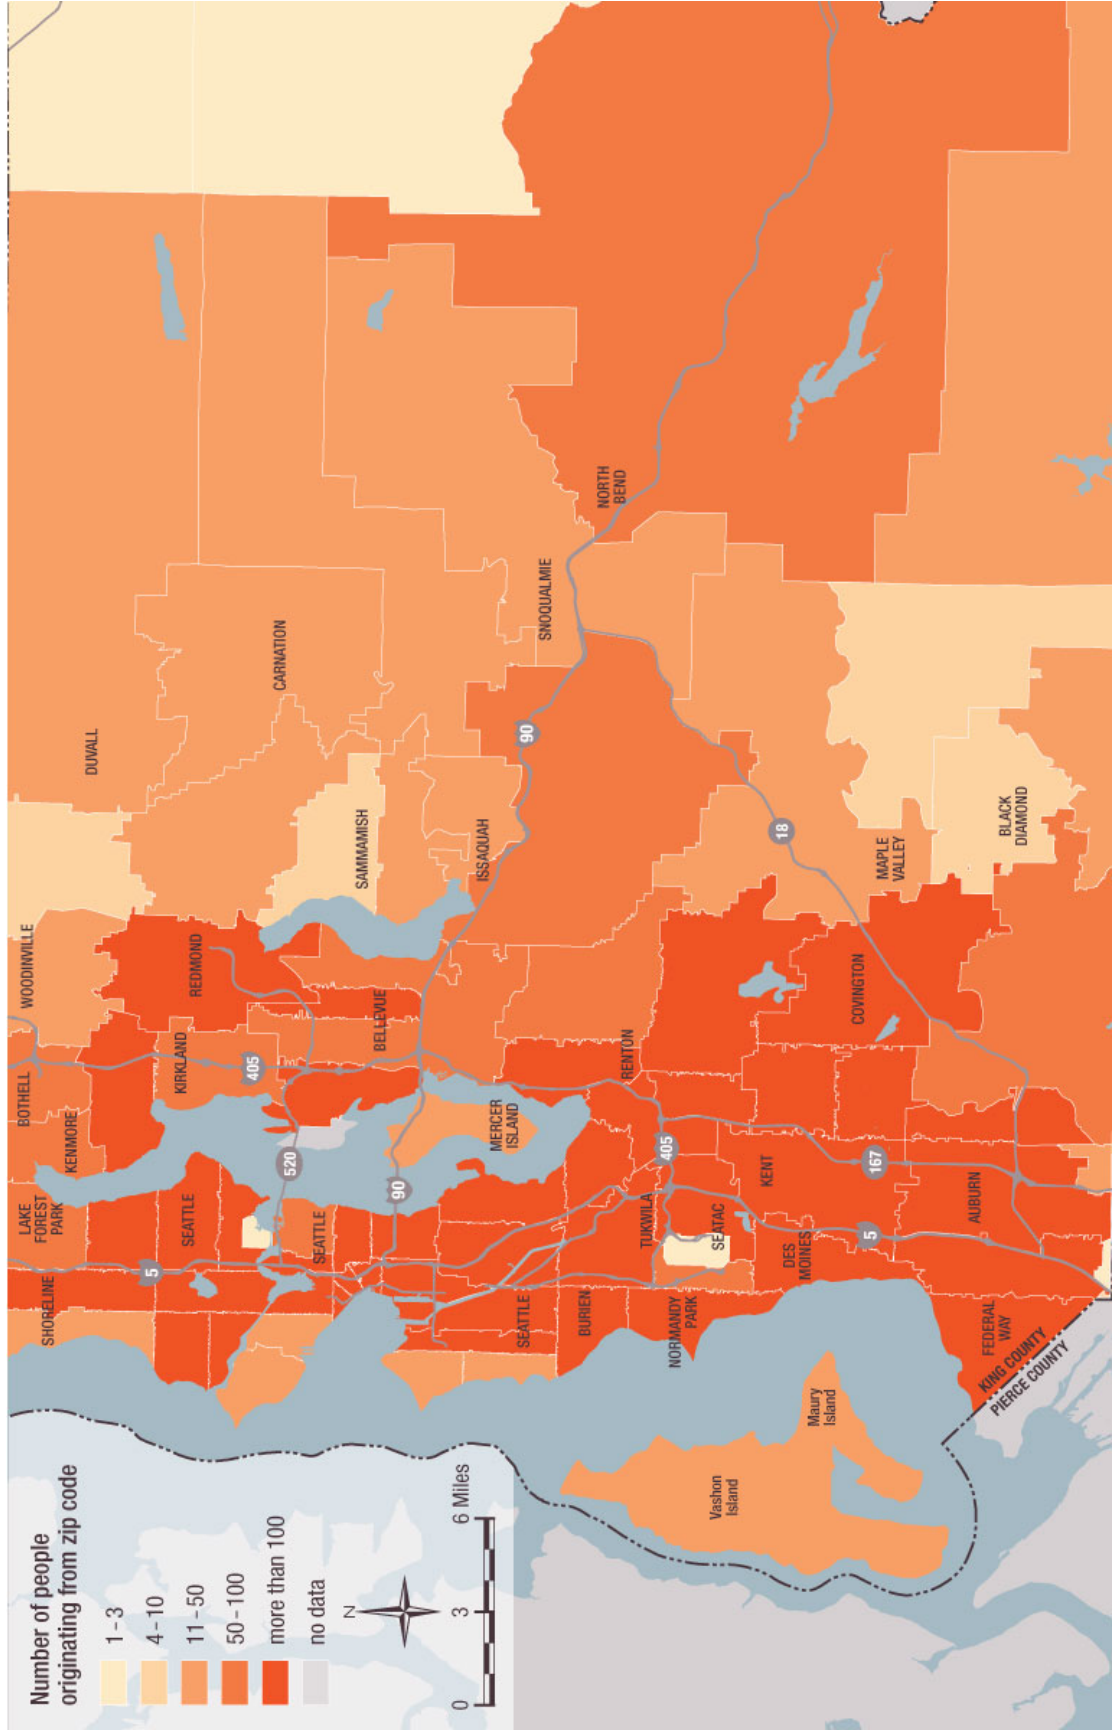 Number of people
originating from zip code
1 - 3
4 - 10
11 - 50
50 - 100
more than 100
no data
N
0
3
6 Miles
SHORELINE
LAKE
FOREST
PARK
KENMORE
BOTHELL
WOODINVILLE
DUVALL
5
SEATTLE
KIRKLAND
REDMOND
405
CARNATION
520
SEATTLE
BELLEVUE
SAMMAMISH
90
MERCER
ISLAND
ISSAQUAH
90
SNOQUALMIE
NORTH
BEND
SEATTLE
BURIEN
TUKWILA
RENTON
405
NORMANDY
PARK
SEATAC
KENT
18
DES
MOINES
5
167
COVINGTON
MAPLE
VALLEY
Vashon
Island
Maury
Island
AUBURN
BLACK
DIAMOND
FEDERAL
WAY
KING COUNTY
PIERCE COUNTY